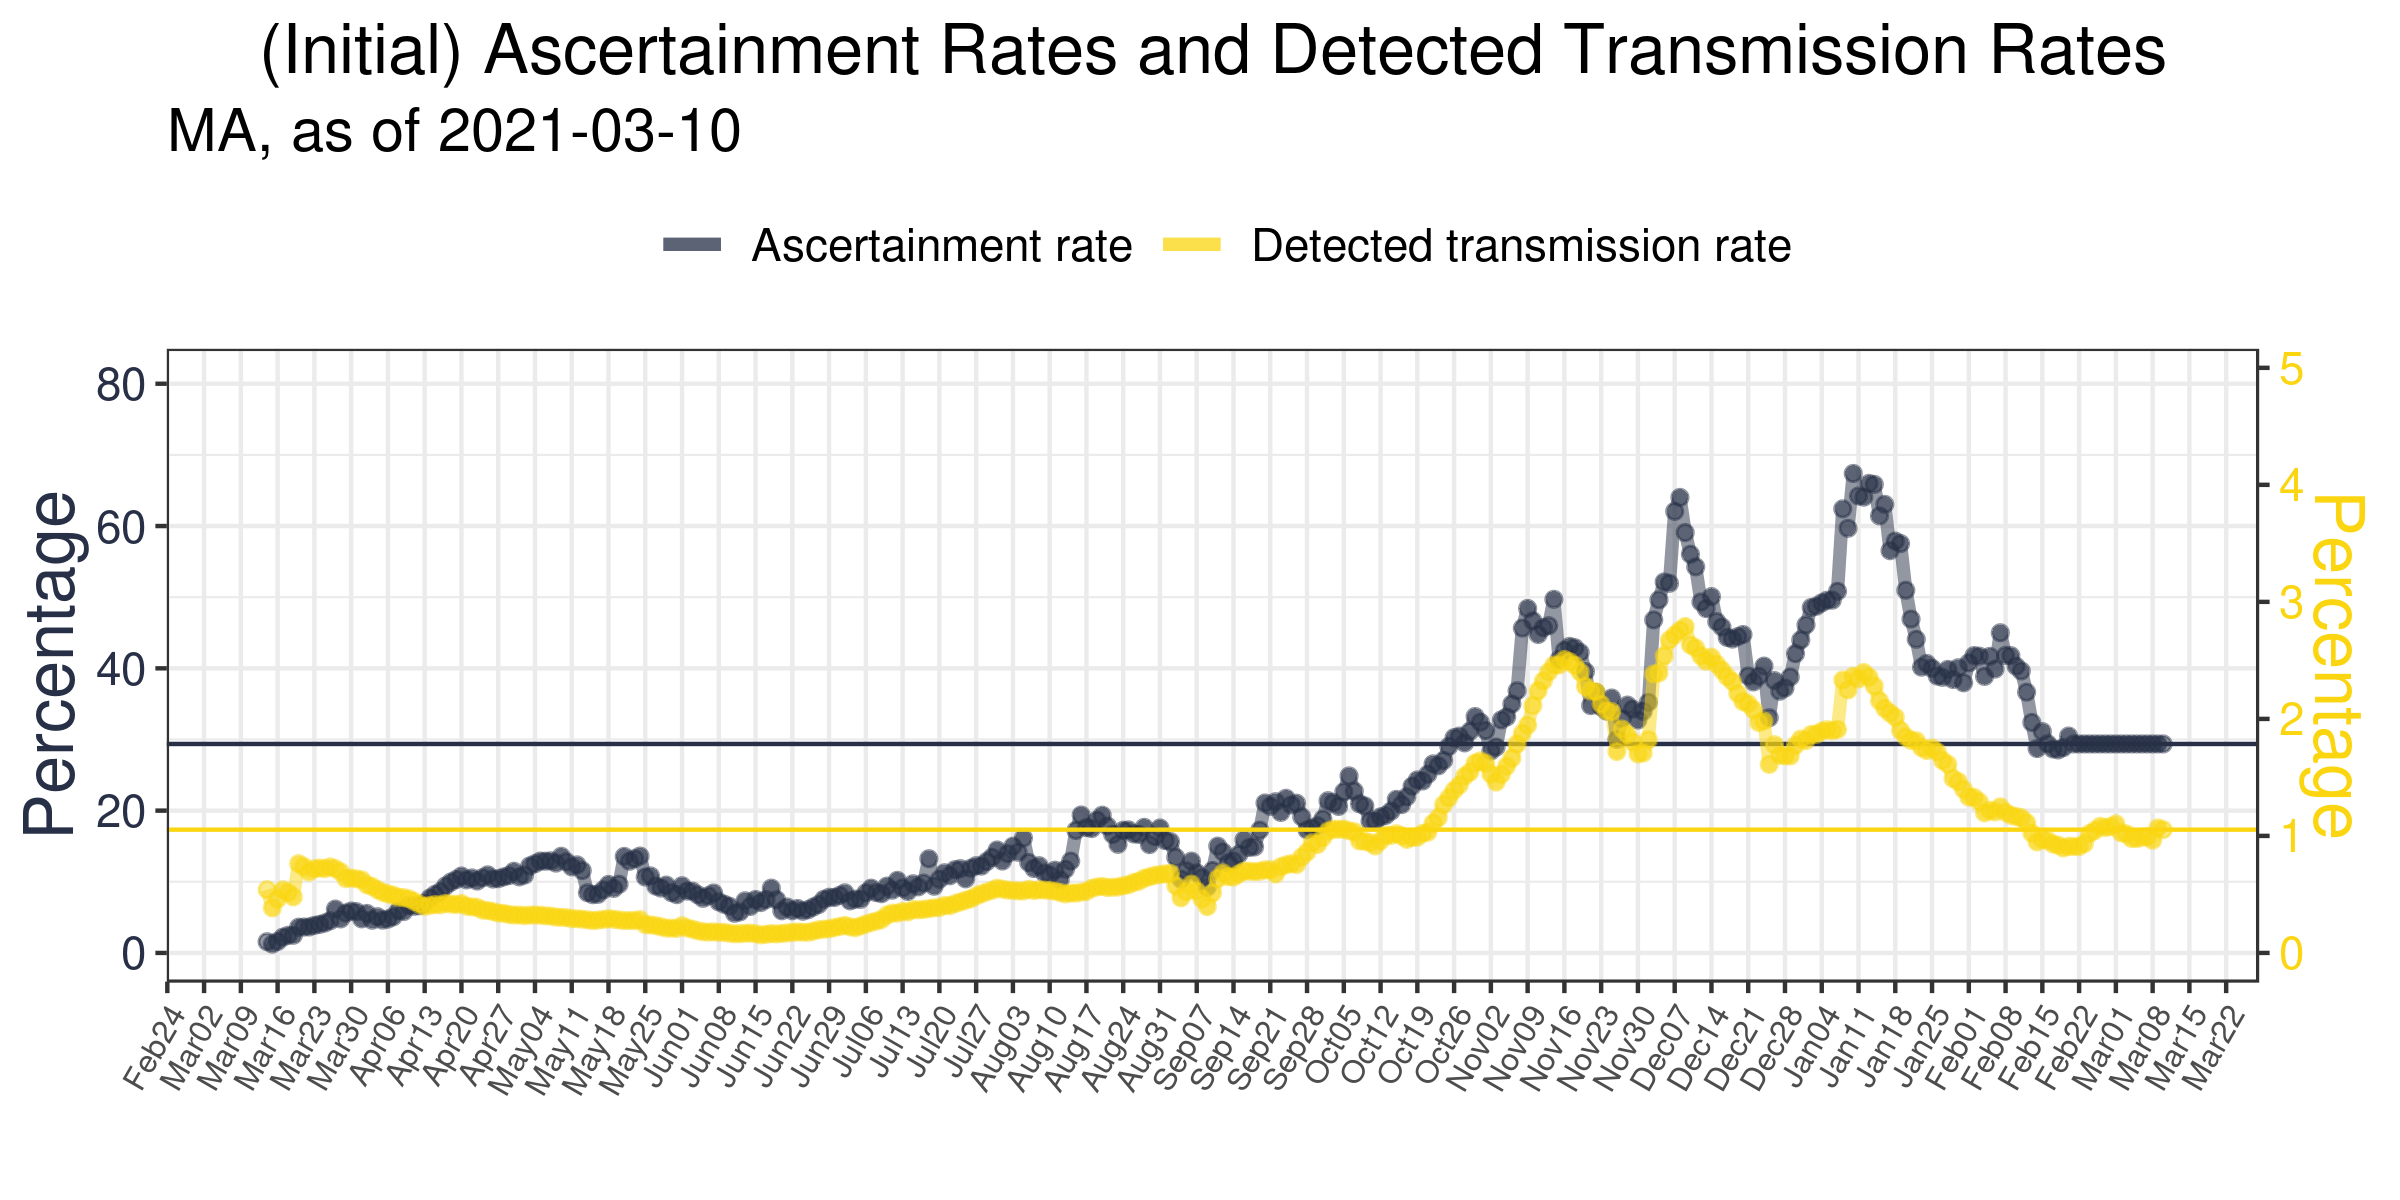 (Initial) Ascertainment Rates and Detected Transmission Rates
MA, as of 2021-03-10
Ascertainment rate
Detected transmission rate
Percentage
80
60
40
20
0
5
4
3
2
1
0
Percentage
Feb24
Mar02
Mar09
Mar16
Mar23
Mar30
Apr06
Apr13
Apr20
Apr27
May04
May11
May18
May25
Jun01
Jun08
Jun15
Jun22
Jun29
Jul06
Jul13
Jul20
Jul27
Aug03
Aug10
Aug17
Aug24
Aug31
Sep07
Sep14
Sep21
Sep28
Oct05
Oct12
Oct19
Oct26
Nov02
Nov09
Nov16
Nov23
Nov30
Dec07
Dec14
Dec21
Dec28
Jan04
Jan11
Jan18
Jan25
Feb01
Feb08
Feb15
Feb22
Mar01
Mar08
Mar15
Mar22